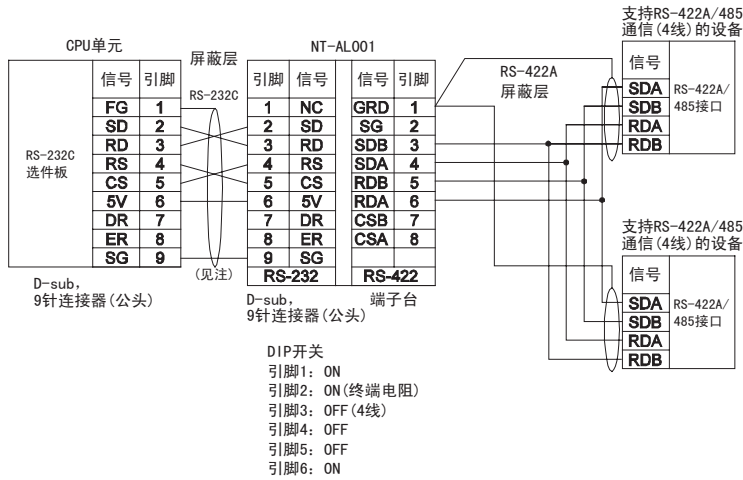 支持RS-422A/485
通信(4线)的设备
CPU单元
屏蔽层
NT-AL001
RS-422A
屏蔽层
信号
信号 引脚
RS-232C
引脚 信号
信号 引脚
SDA
SDB
RDA
RDB
RS-422A/
485接口
FG 1
SD 2
RD 3
RS 4
CS 5
5V 6
DR 7
ER 8
SG 9
RS-232C
选件板
1 NC
2 SD
3 RD
4 RS
5 CS
6 5V
7 DR
8 ER
9 SG
RS-232
GRD 1
SG 2
SDB 3
SDA 4
RDB 5
RDA 6
CSB 7
CSA 8
RS-422
支持RS-422A/485
通信(4线)的设备
信号
SDA
SDB
RDA
RDB
RS-422A/
485接口
(见注)
D-sub,
9针连接器(公头)
D-sub,
9针连接器(公头)
端子台
DIP开关
引脚1: ON
引脚2: ON(终端电阻)
引脚3: OFF(4线)
引脚4: OFF
引脚5: OFF
引脚6: ON